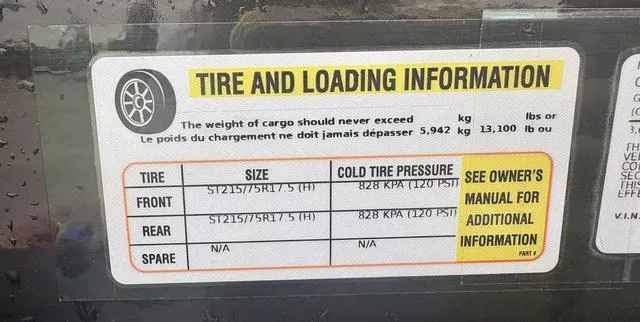 TIRE AND LOADING INFORMATION
The weight of cargo should never exceed kg lbs or
Le poids du chargement ne doit jamais dépasser 5,942 kg 13,100 lb ou
TIRE SIZE COLD TIRE PRESSURE
FRONT ST215/75R17.5 (H) 828 KPA (120 PSI)
REAR ST215/75R17.5 (H) 828 KPA (120 PSI)
SPARE N/A N/A
SEE OWNER'S
MANUAL FOR
ADDITIONAL
INFORMATION
PART #
V.I.N.